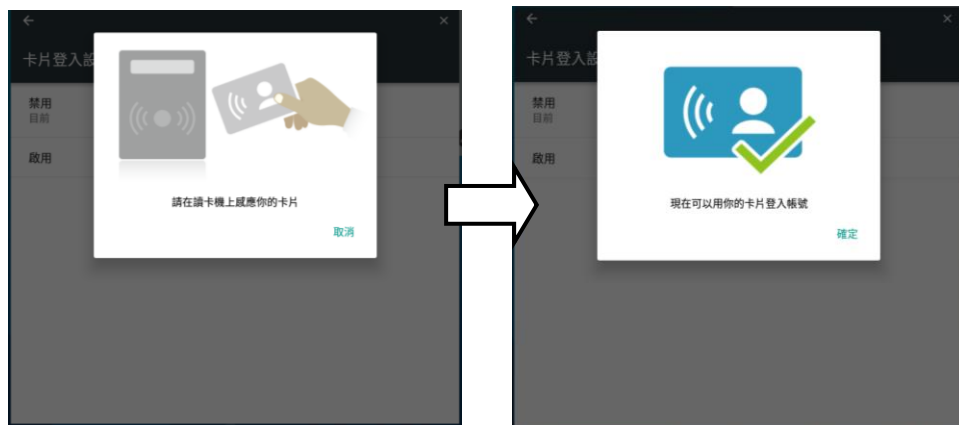 卡片登入設
禁用
目前
啟用
請在讀卡機上感應你的卡片
取消
卡片登入設
禁用
目前
啟用
現在可以用你的卡片登入帳號
確定